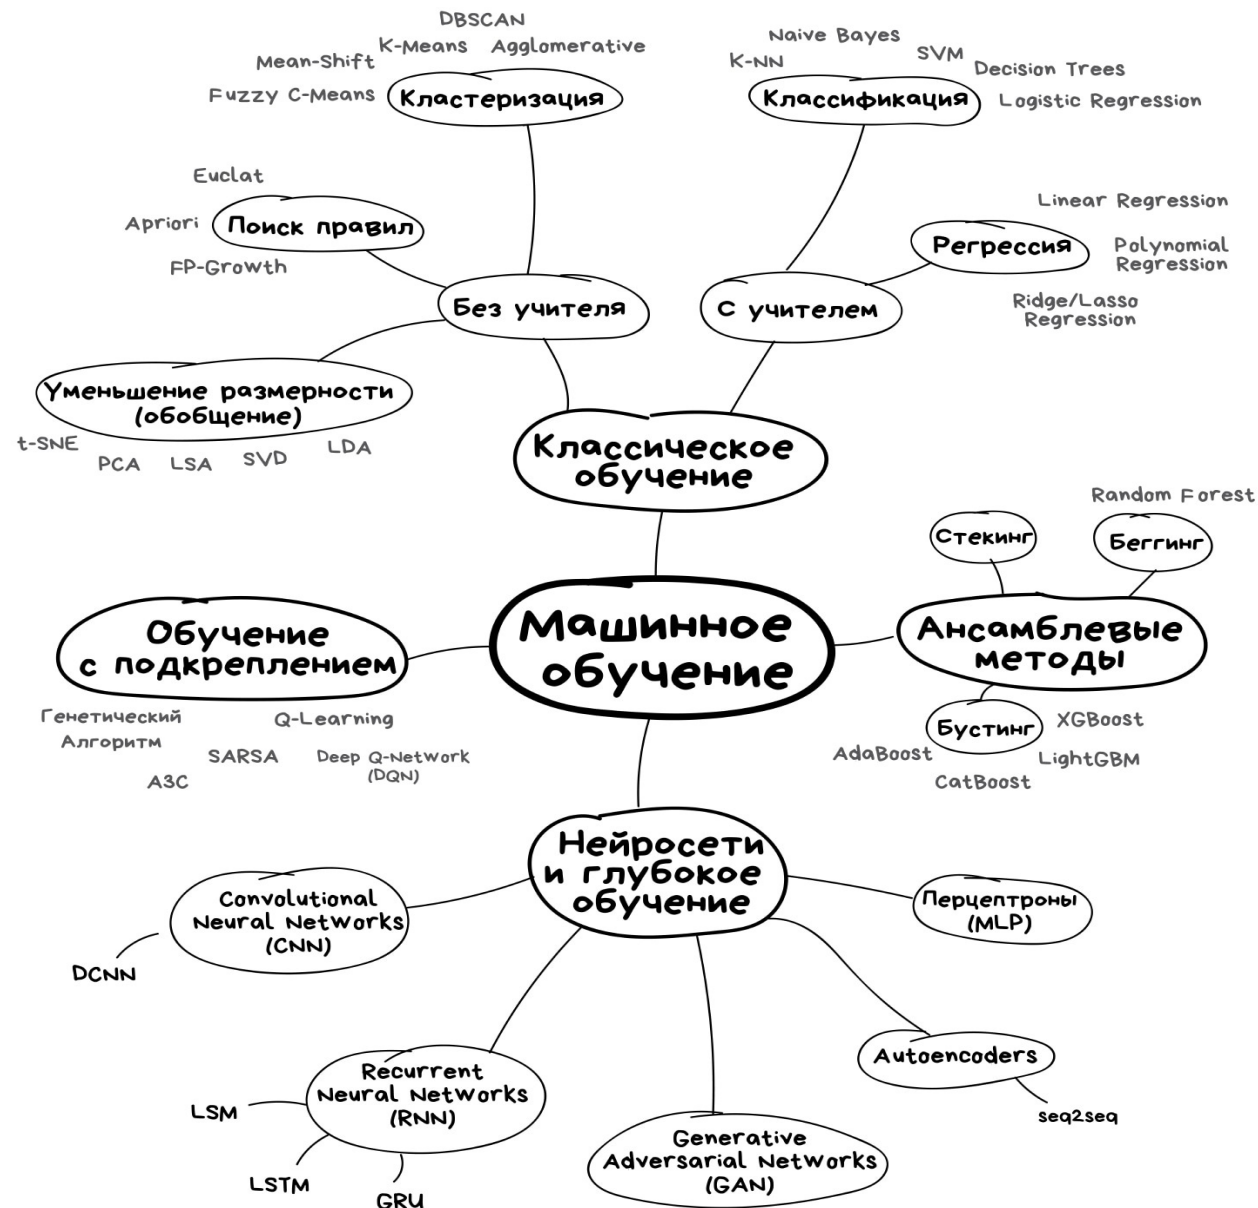 DBSCAN
K-Means
Agglomerative
Mean-Shift
Fuzzy C-Means
Кластеризация
Naive Bayes
K-NN
SVM
Decision Trees
Классификация
Logistic Regression
Euclat
Apriori
Поиск правил
FP-Growth
Linear Regression
Регрессия
Polynomial
Regression
Ridge/Lasso
Regression
Без учителя
С учителем
Уменьшение размерности
(обобщение)
t-SNE
PCA
LSA
SVD
LDA
Классическое
обучение
Random Forest
Стекинг
Беггинг
Обучение
с подкреплением
Машинное
обучение
Ансамблевые
методы
Генетический
Алгоритм
Q-Learning
SARSA
Deep Q-Network
(DQN)
A3C
Бустинг
XGBoost
AdaBoost
LightGBM
CatBoost
Нейросети
и глубокое
обучение
Convolutional
Neural Networks
(CNN)
DCNN
Перцептроны
(MLP)
Autoencoders
seq2seq
Recurrent
Neural Networks
(RNN)
LSM
LSTM
GRU
Generative
Adversarial Networks
(GAN)